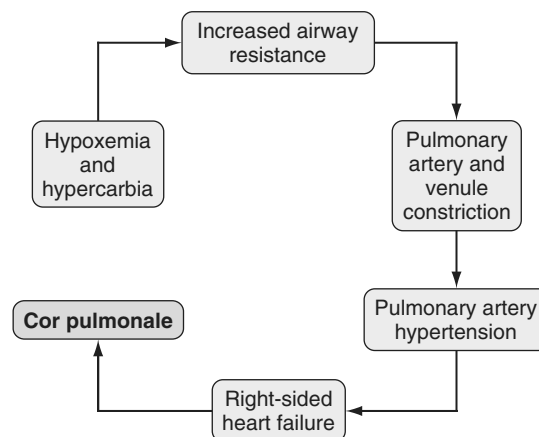 Increased airway
resistance
Hypoxemia
and
hypercarbia
Pulmonary
artery and
venule
constriction
Pulmonary artery
hypertension
Right-sided
heart failure
Cor pulmonale